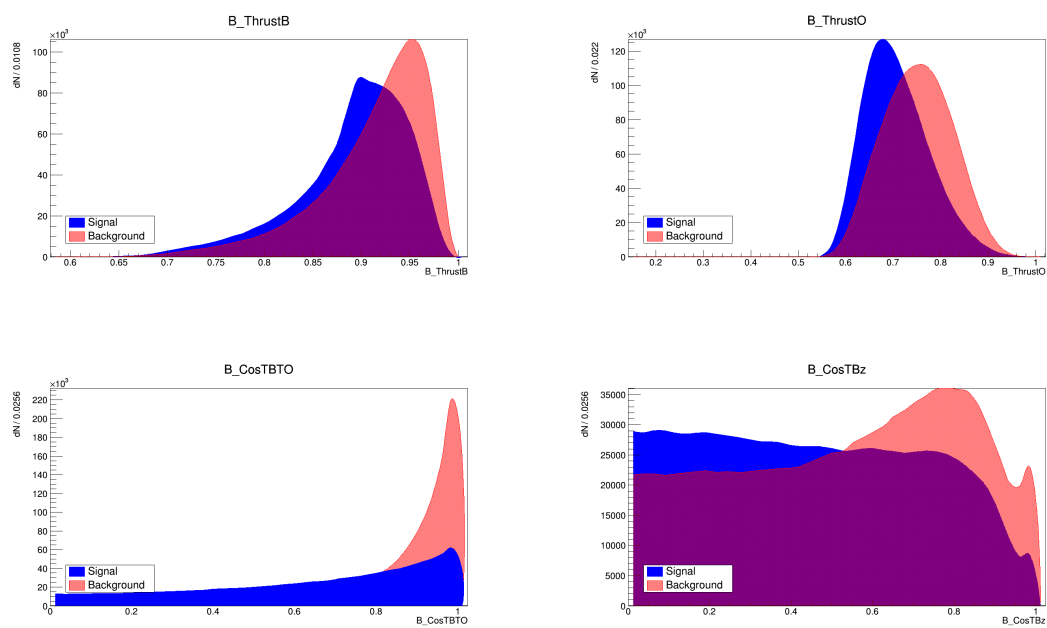 B_ThrustB
×10³
dN / 0.0108
100
80
60
40
20
0
Signal
Background
0.6 0.65 0.7 0.75 0.8 0.85 0.9 0.95 1
B_ThrustB
B_ThrustO
×10³
dN / 0.022
120
100
80
60
40
20
0
Signal
Background
0.2 0.3 0.4 0.5 0.6 0.7 0.8 0.9 1
B_ThrustO
B_CosTBTO
×10³
dN / 0.0256
220
200
180
160
140
120
100
80
60
40
20
0
Signal
Background
0 0.2 0.4 0.6 0.8 1
B_CosTBTO
B_CosTBz
dN / 0.0256
35000
30000
25000
20000
15000
10000
5000
0
Signal
Background
0 0.2 0.4 0.6 0.8 1
B_CosTBz